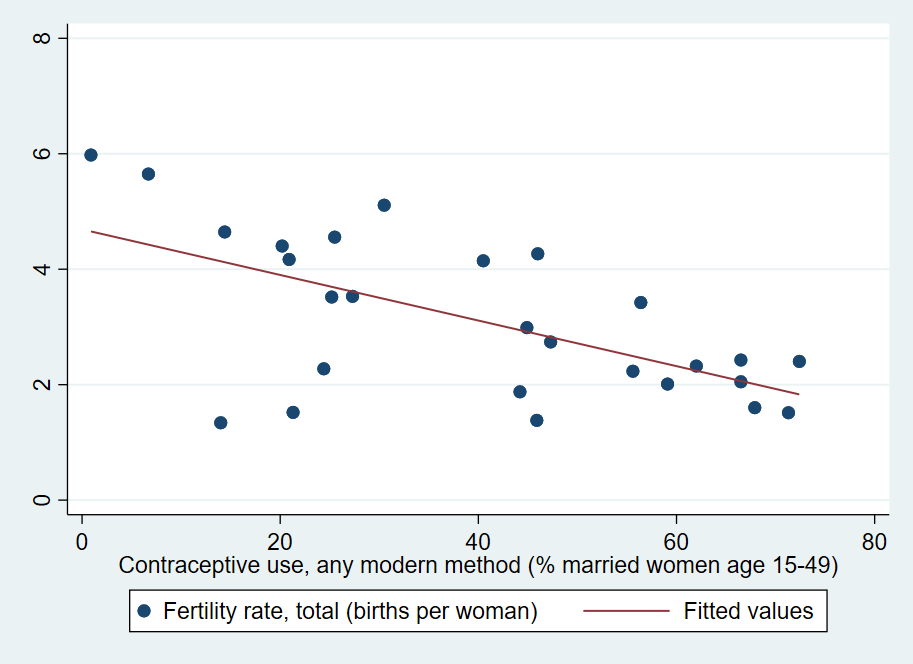 8
6
4
2
0
0 20 40 60 80
Contraceptive use, any modern method (% married women age 15-49)
Fertility rate, total (births per woman) Fitted values